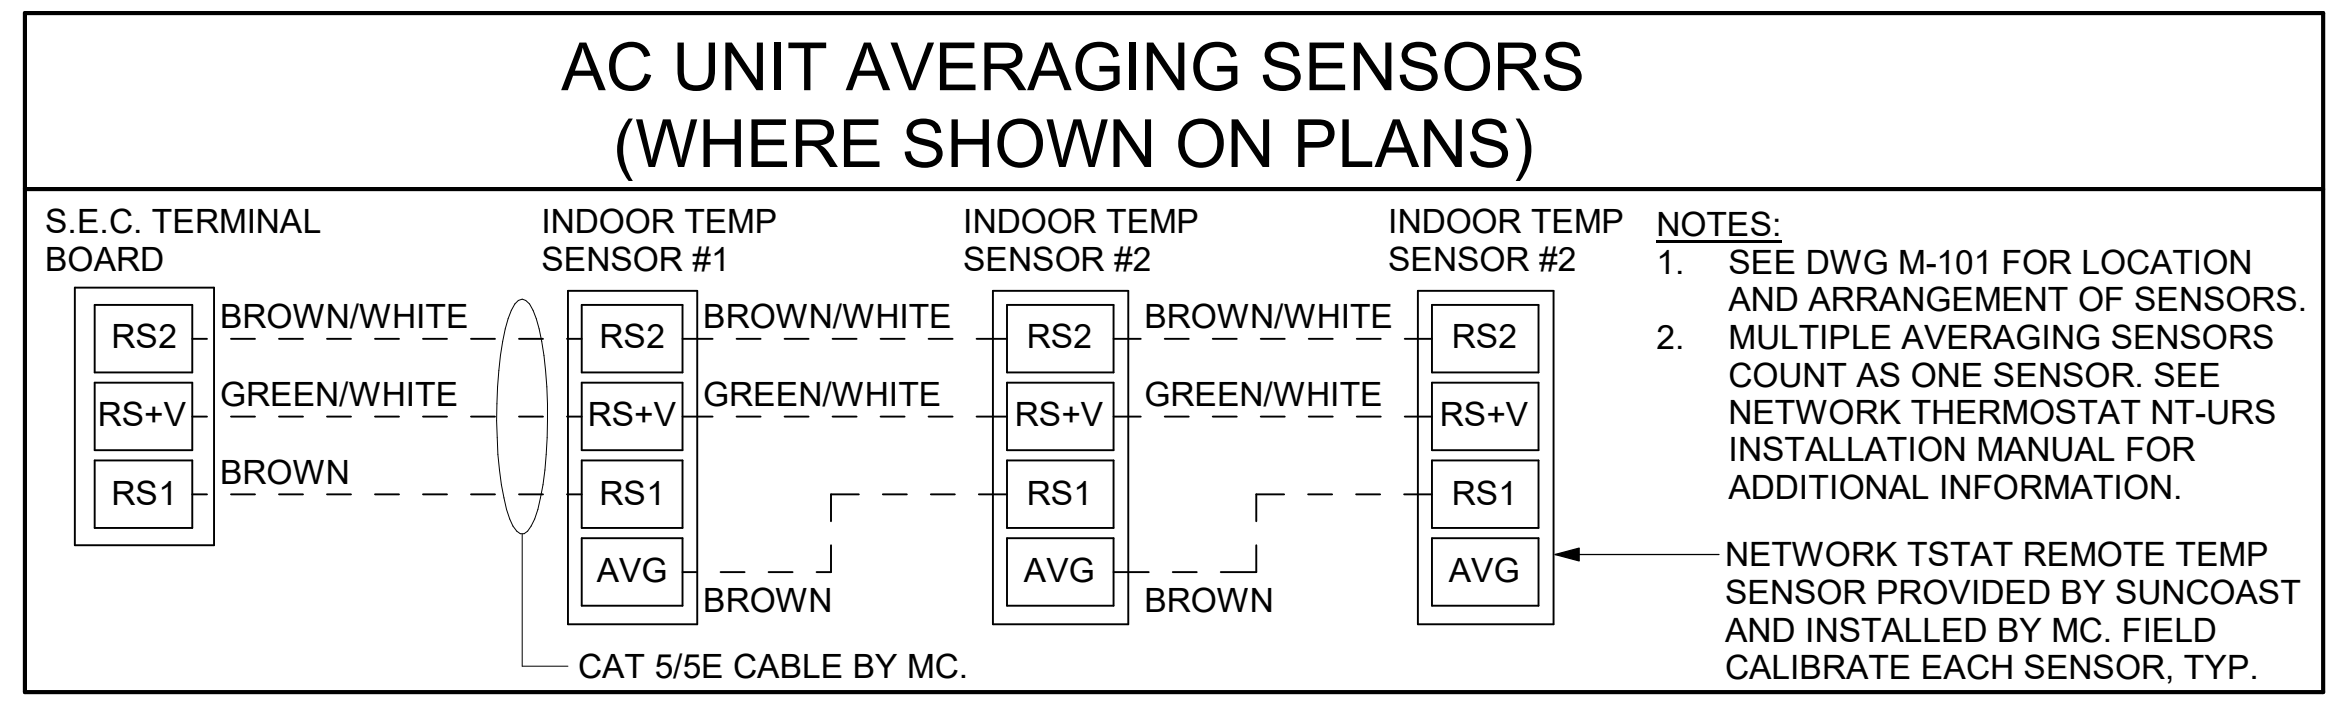 AC UNIT AVERAGING SENSORS
(WHERE SHOWN ON PLANS)
S.E.C. TERMINAL
BOARD
RS2
RS+V
RS1
BROWN/WHITE
GREEN/WHITE
BROWN
CAT 5/5E CABLE BY MC.
INDOOR TEMP
SENSOR #1
RS2
RS+V
RS1
AVG
BROWN/WHITE
GREEN/WHITE
BROWN
INDOOR TEMP
SENSOR #2
RS2
RS+V
RS1
AVG
BROWN/WHITE
GREEN/WHITE
BROWN
INDOOR TEMP
SENSOR #2
RS2
RS+V
RS1
AVG
NOTES:
1. SEE DWG M-101 FOR LOCATION
AND ARRANGEMENT OF SENSORS.
2. MULTIPLE AVERAGING SENSORS
COUNT AS ONE SENSOR. SEE
NETWORK THERMOSTAT NT-URS
INSTALLATION MANUAL FOR
ADDITIONAL INFORMATION.
NETWORK TSTAT REMOTE TEMP
SENSOR PROVIDED BY SUNCOAST
AND INSTALLED BY MC. FIELD
CALIBRATE EACH SENSOR, TYP.